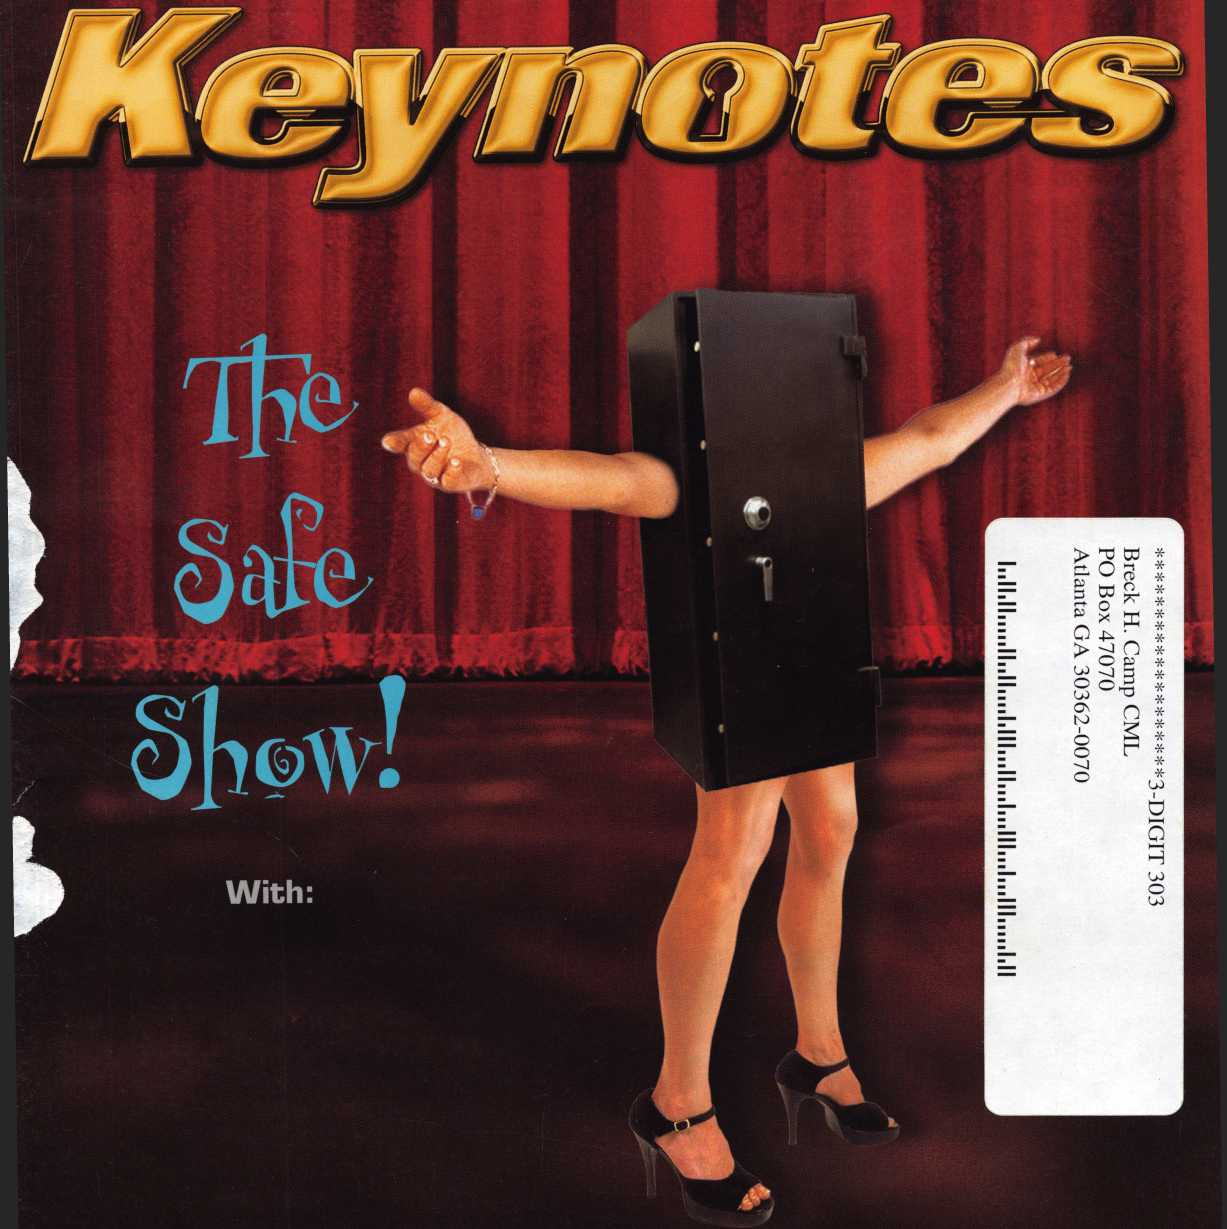 Keynotes
The
Safe
Show!
With:
******************3-DIGIT 303
Breck H. Camp CML
PO Box 47070
Atlanta GA 30362-0070